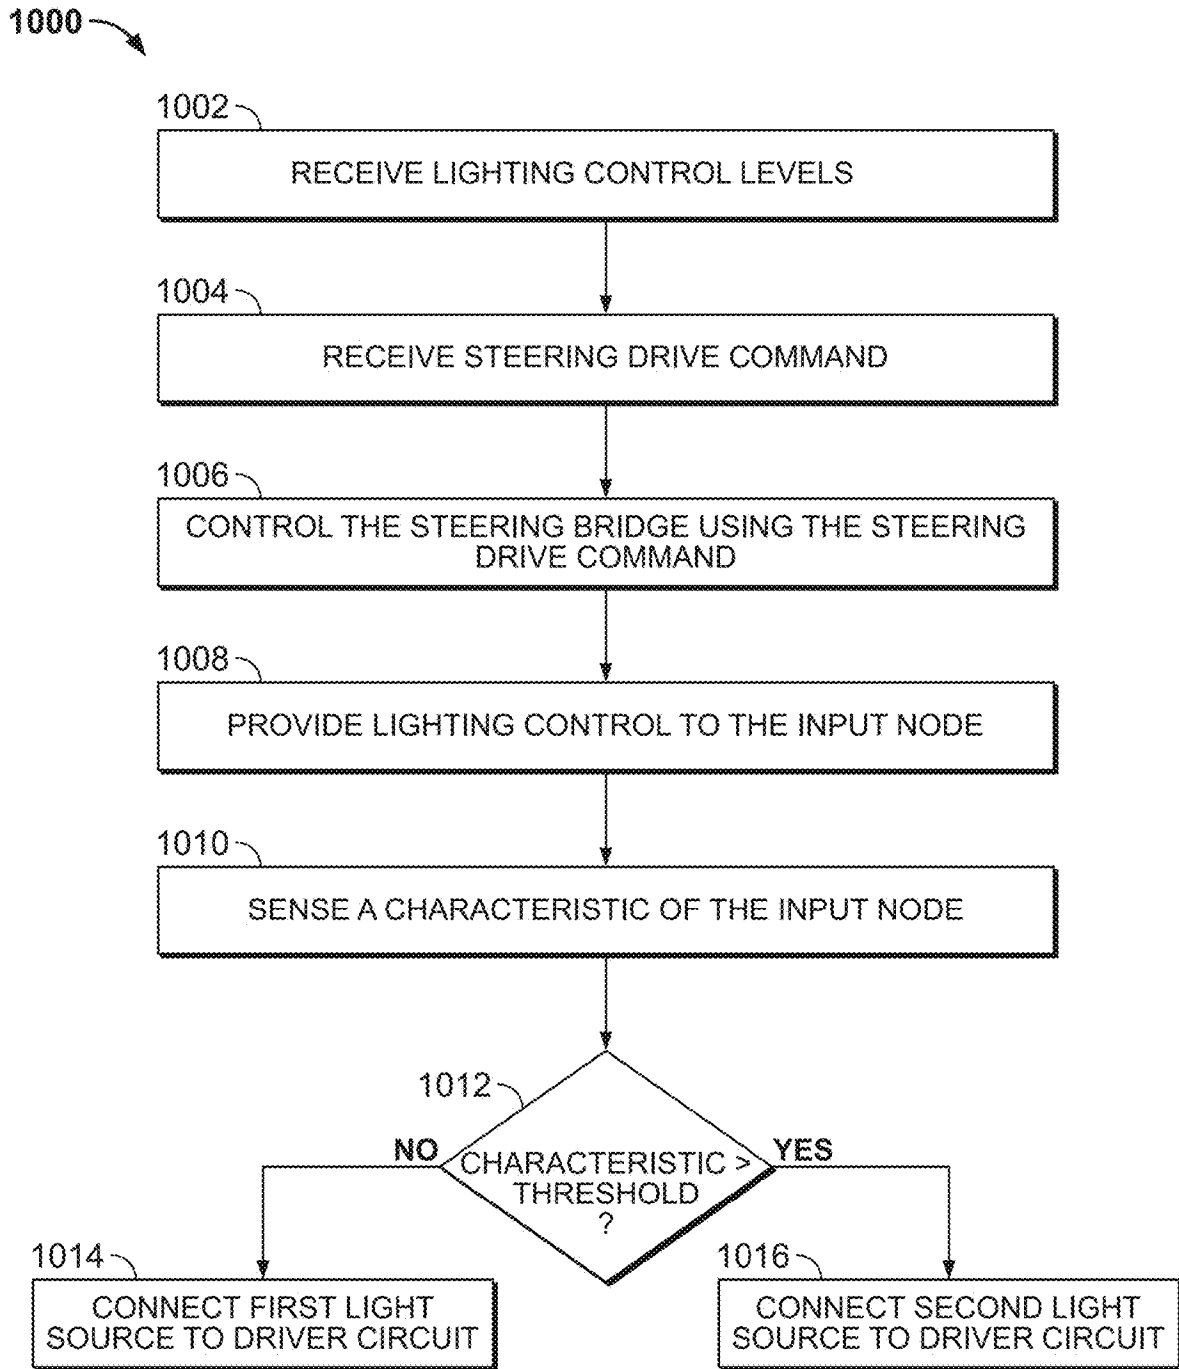 1000
1002
RECEIVE LIGHTING CONTROL LEVELS
1004
RECEIVE STEERING DRIVE COMMAND
1006
CONTROL THE STEERING BRIDGE USING THE STEERING
DRIVE COMMAND
1008
PROVIDE LIGHTING CONTROL TO THE INPUT NODE
1010
SENSE A CHARACTERISTIC OF THE INPUT NODE
1012
NO
YES
CHARACTERISTIC >
THRESHOLD
?
1014
CONNECT FIRST LIGHT
SOURCE TO DRIVER CIRCUIT
1016
CONNECT SECOND LIGHT
SOURCE TO DRIVER CIRCUIT